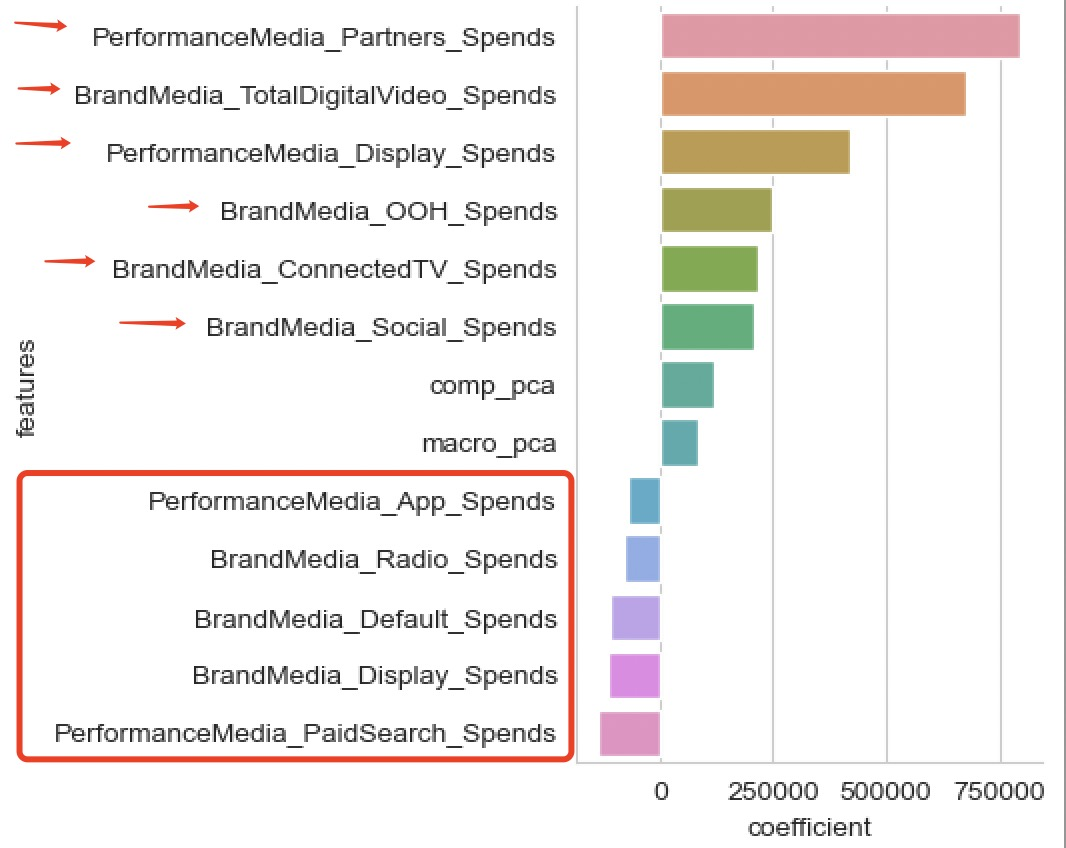 PerformanceMedia_Partners_Spends
BrandMedia_TotalDigitalVideo_Spends
PerformanceMedia_Display_Spends
BrandMedia_OOH_Spends
BrandMedia_ConnectedTV_Spends
BrandMedia_Social_Spends
features
comp_pca
macro_pca
PerformanceMedia_App_Spends
BrandMedia_Radio_Spends
BrandMedia_Default_Spends
BrandMedia_Display_Spends
PerformanceMedia_PaidSearch_Spends
0 250000 500000 750000
coefficient